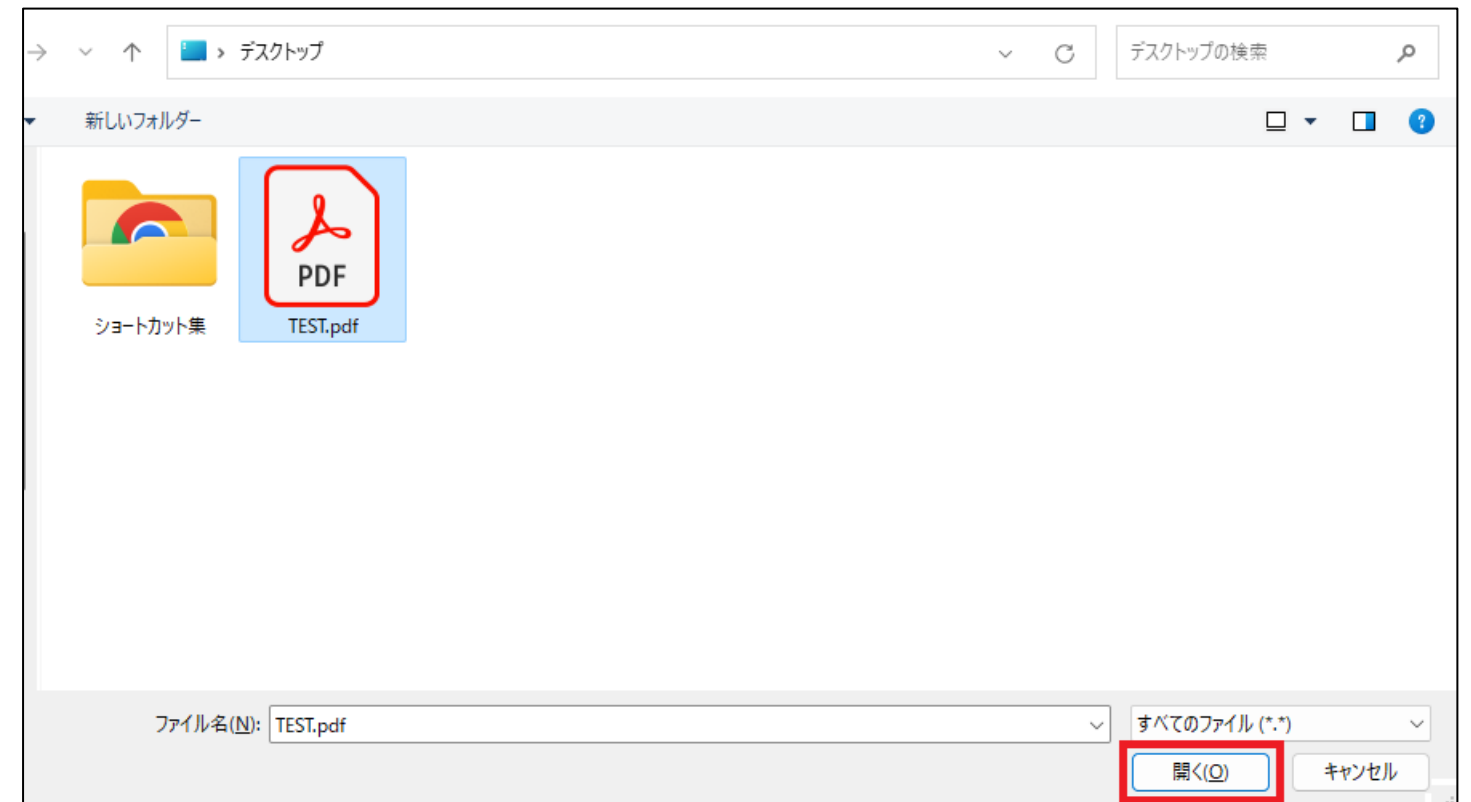 デスクトップ
デスクトップの検索
新しいフォルダー
PDF
ショートカット集
TEST.pdf
ファイル名(N): TEST.pdf
すべてのファイル (*.*)
開く(O)
キャンセル